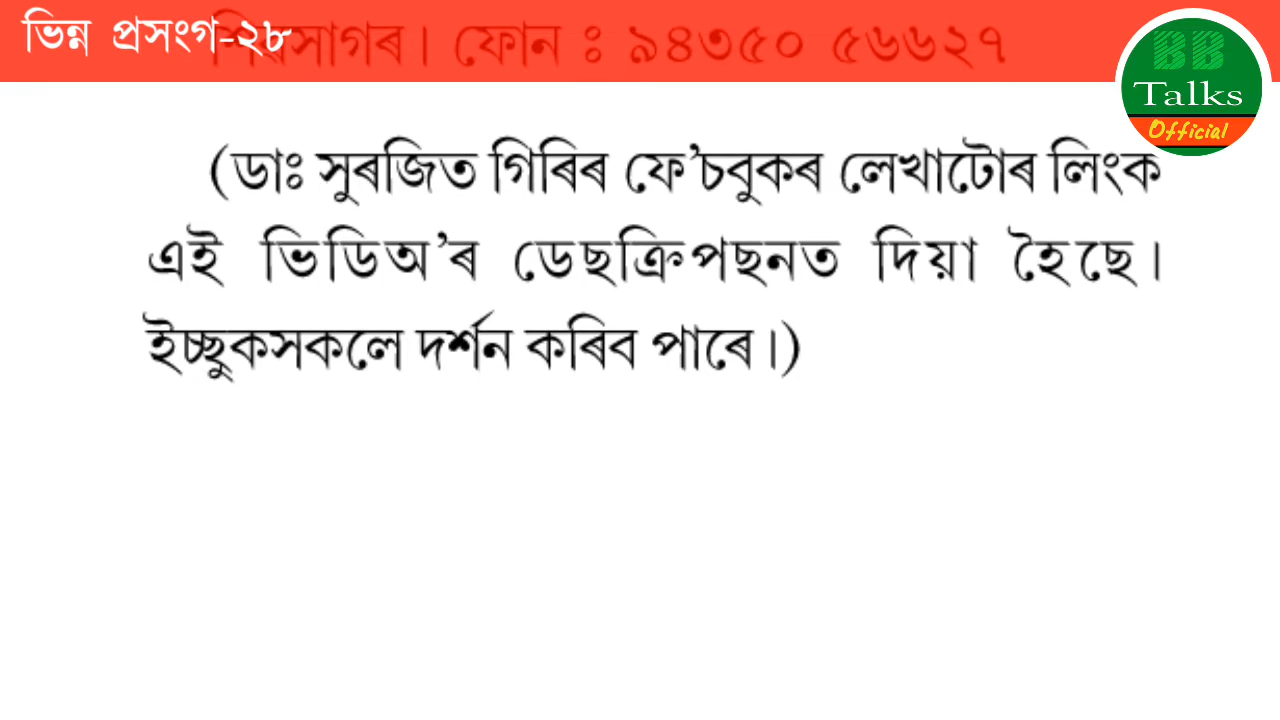 ভিন্ন প্ৰসংগ-২৮
শিৱসাগৰ। ফোন ঃ ৯৪৩৫০ ৫৬৬২৭
BB
Talks
Official
(ডাঃ সুৰজিত গিৰিৰ ফে’চবুকৰ লেখাটোৰ লিংক
এই ভিডিঅ’ৰ ডেছক্ৰিপছনত দিয়া হৈছে।
ইচ্ছুকসকলে দৰ্শন কৰিব পাৰে।)